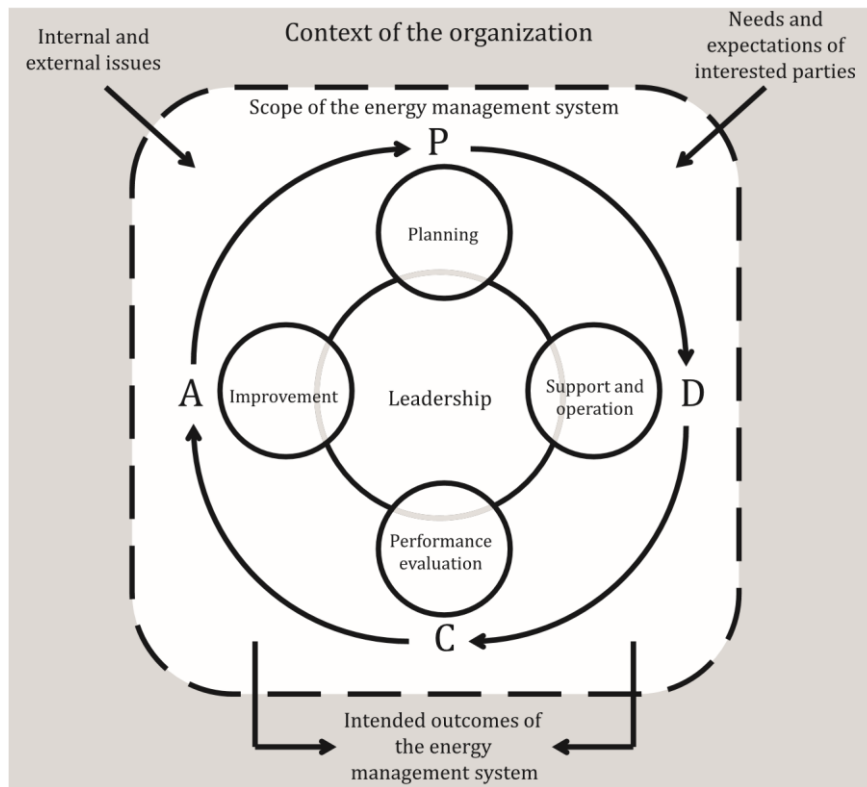 Internal and
external issues
Context of the organization
Needs and
expectations of
interested parties
Scope of the energy management system
P
Planning
A
Improvement
Leadership
Support and
operation
D
Performance
evaluation
C
Intended outcomes of
the energy
management system